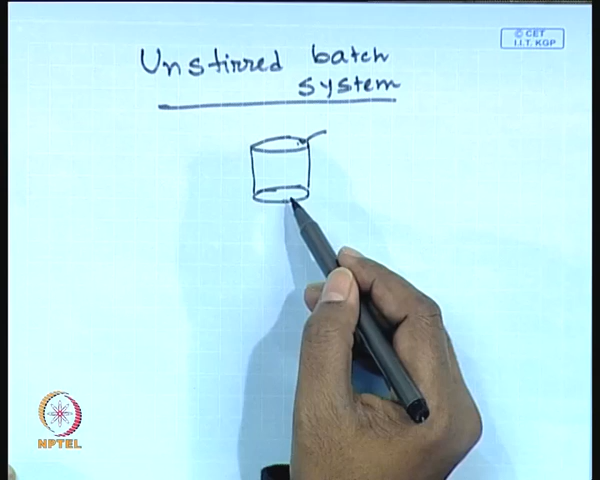 Unstirred batch
system
© CET
I.I.T. KGP
NPTEL